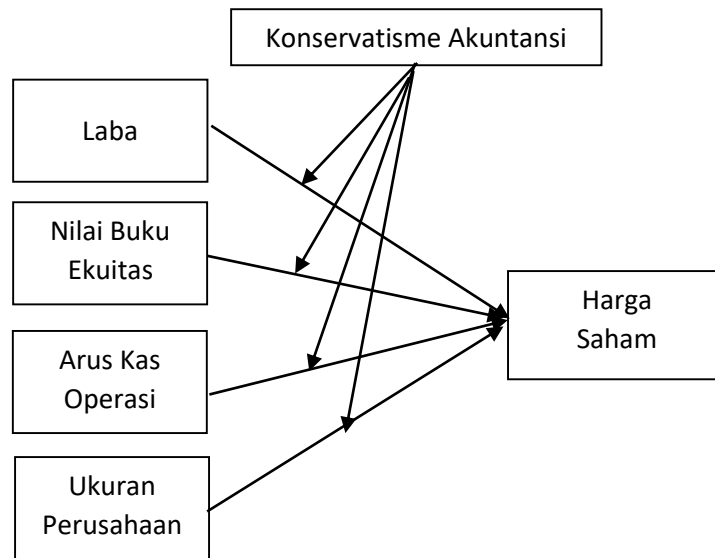 Konservatisme Akuntansi
Laba
Nilai Buku
Ekuitas
Arus Kas
Operasi
Ukuran
Perusahaan
Harga
Saham